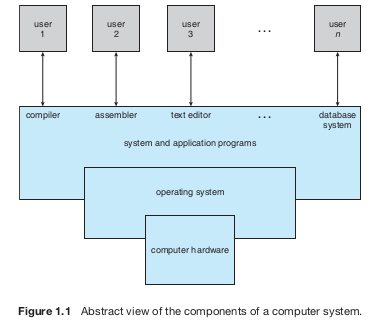 user
1
user
2
user
3
...
user
n
compiler
assembler
text editor
...
database
system
system and application programs
operating system
computer hardware
Figure 1.1 Abstract view of the components of a computer system.